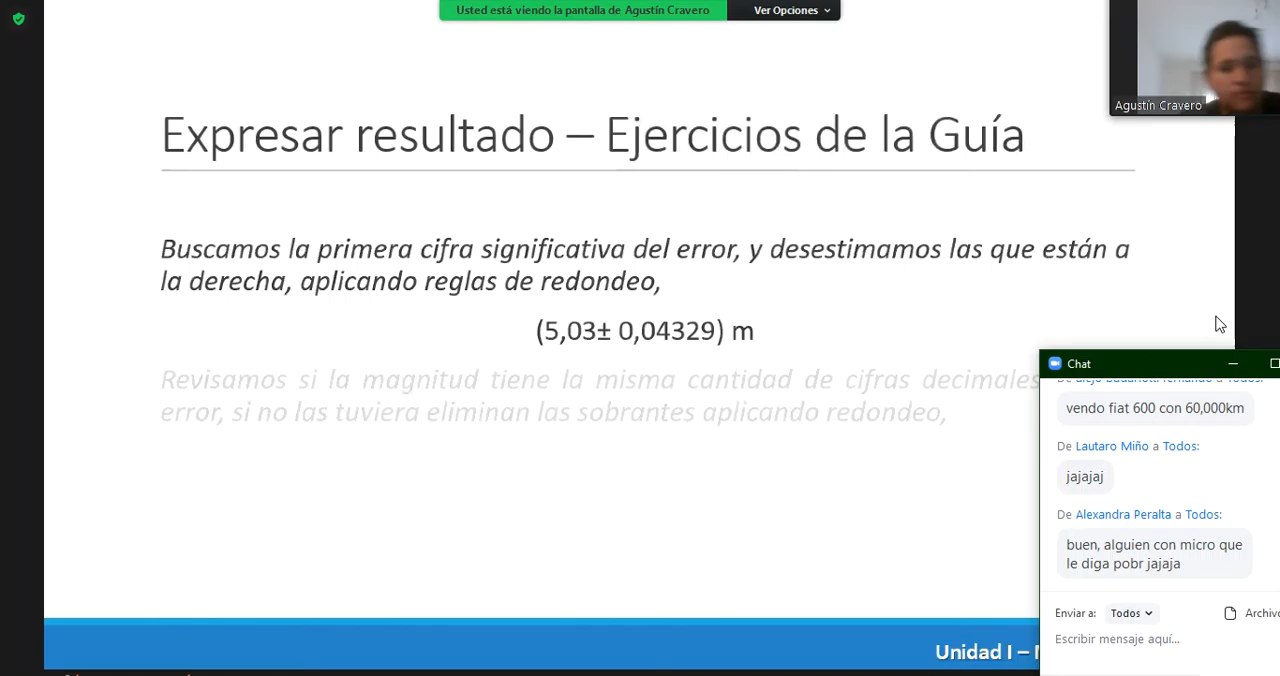 Usted está viendo la pantalla de Agustín Cravero
Ver Opciones
Agustín Cravero
Expresar resultado – Ejercicios de la Guía
Buscamos la primera cifra significativa del error, y desestimamos las que están a
la derecha, aplicando reglas de redondeo,
(5,03± 0,04329) m
Revisamos si la magnitud tiene la misma cantidad de cifras decimales
error, si no las tuviera eliminan las sobrantes aplicando redondeo,
Unidad I –
Chat
a Todos:
vendo fiat 600 con 60,000km
De Lautaro Miño a Todos:
jajajaj
De Alexandra Peralta a Todos:
buen, alguien con micro que
le diga pobr jajaja
Enviar a: Todos
Archivo
Escribir mensaje aquí...